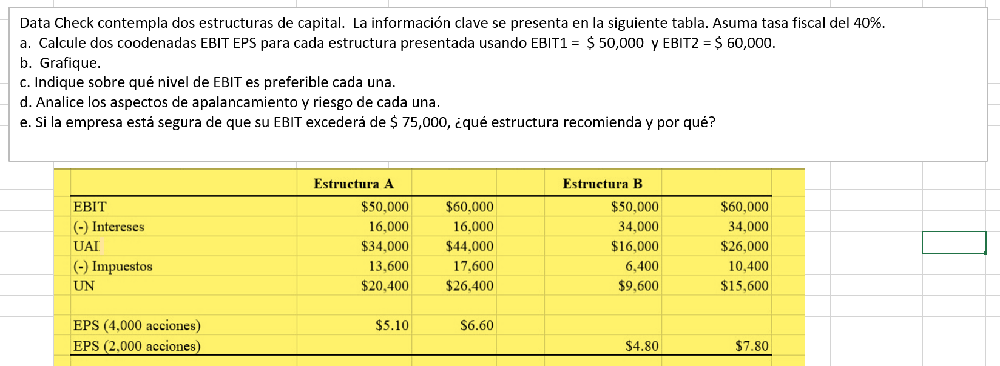 Data Check contempla dos estructuras de capital.  La información clave se presenta en la siguiente tabla. Asuma tasa fiscal del 40%.
a.  Calcule dos coodenadas EBIT EPS para cada estructura presentada usando EBIT1 =  $ 50,000  y EBIT2 = $ 60,000.
b.  Grafique.
c. Indique sobre qué nivel de EBIT es preferible cada una.
d. Analice los aspectos de apalancamiento y riesgo de cada una.
e. Si la empresa está segura de que su EBIT excederá de $ 75,000, ¿qué estructura recomienda y por qué?
Estructura A Estructura B
EBIT $50,000 $60,000 $50,000 $60,000
(-) Intereses 16,000 16,000 34,000 34,000
UAI $34,000 $44,000 $16,000 $26,000
(-) Impuestos 13,600 17,600 6,400 10,400
UN $20,400 $26,400 $9,600 $15,600
EPS (4,000 acciones) $5.10 $6.60
EPS (2,000 acciones) $4.80 $7.80